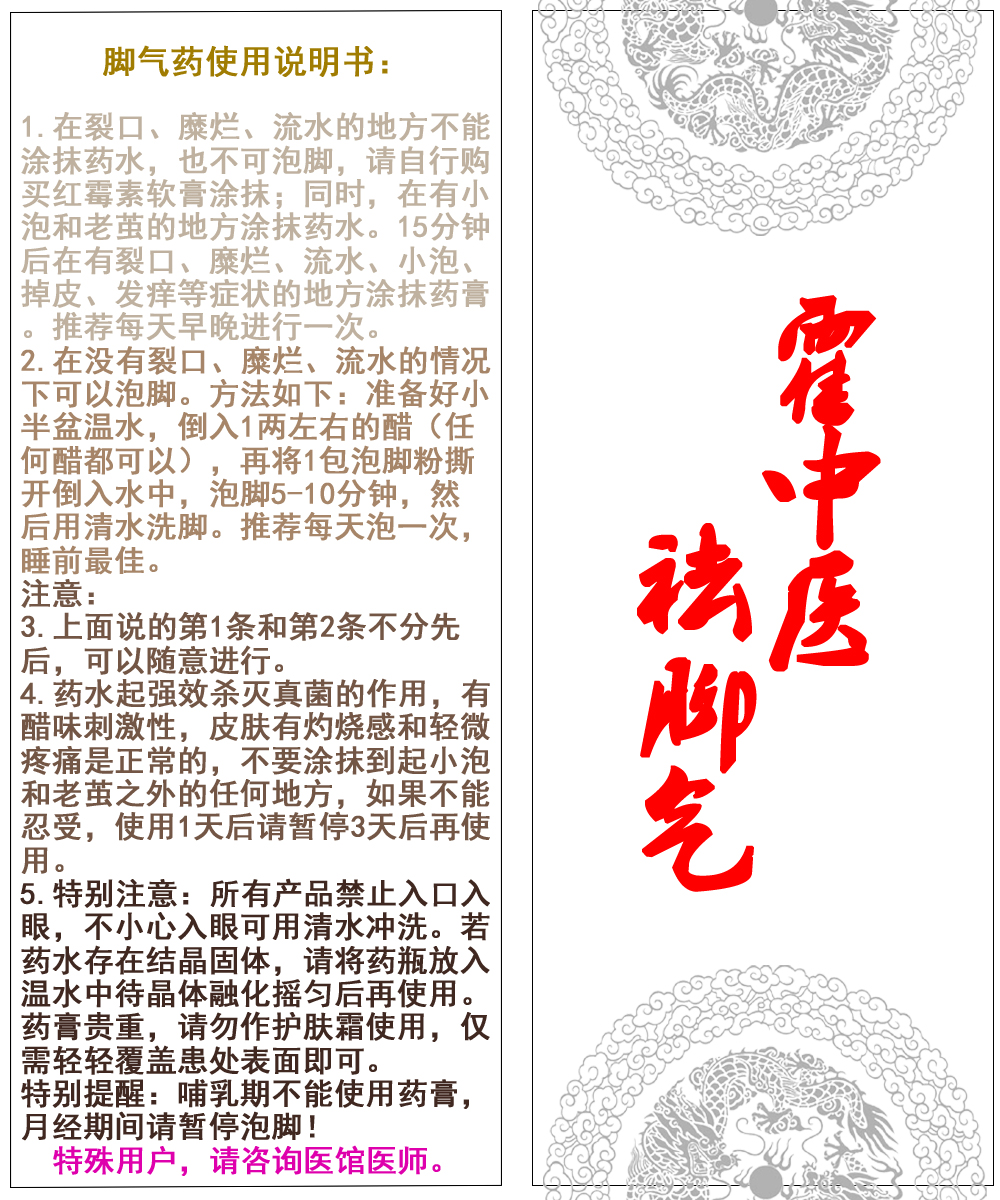 脚气药使用说明书：
1.在裂口、糜烂、流水的地方不能
涂抹药水，也不可泡脚，请自行购
买红霉素软膏涂抹；同时，在有小
泡和老茧的地方涂抹药水。15分钟
后在有裂口、糜烂、流水、小泡、
掉皮、发痒等症状的地方涂抹药膏
。推荐每天早晚进行一次。
2.在没有裂口、糜烂、流水的情况
下可以泡脚。方法如下：准备好小
半盆温水，倒入1两左右的醋（任
何醋都可以），再将1包泡脚粉撕
开倒入水中，泡脚5-10分钟，然
后用清水洗脚。推荐每天泡一次，
睡前最佳。
注意：
3.上面说的第1条和第2条不分先
后，可以随意进行。
4.药水起强效杀灭真菌的作用，有
醋味刺激性，皮肤有灼烧感和轻微
疼痛是正常的，不要涂抹到起小泡
和老茧之外的任何地方，如果不能
忍受，使用1天后请暂停3天后再使
用。
5.特别注意：所有产品禁止入口入
眼，不小心入眼可用清水冲洗。若
药水存在结晶固体，请将药瓶放入
温水中待晶体融化摇匀后再使用。
药膏贵重，请勿作护肤霜使用，仅
需轻轻覆盖患处表面即可。
特别提醒：哺乳期不能使用药膏，
月经期间请暂停泡脚！
特殊用户，请咨询医馆医师。
霍中医
祛脚气